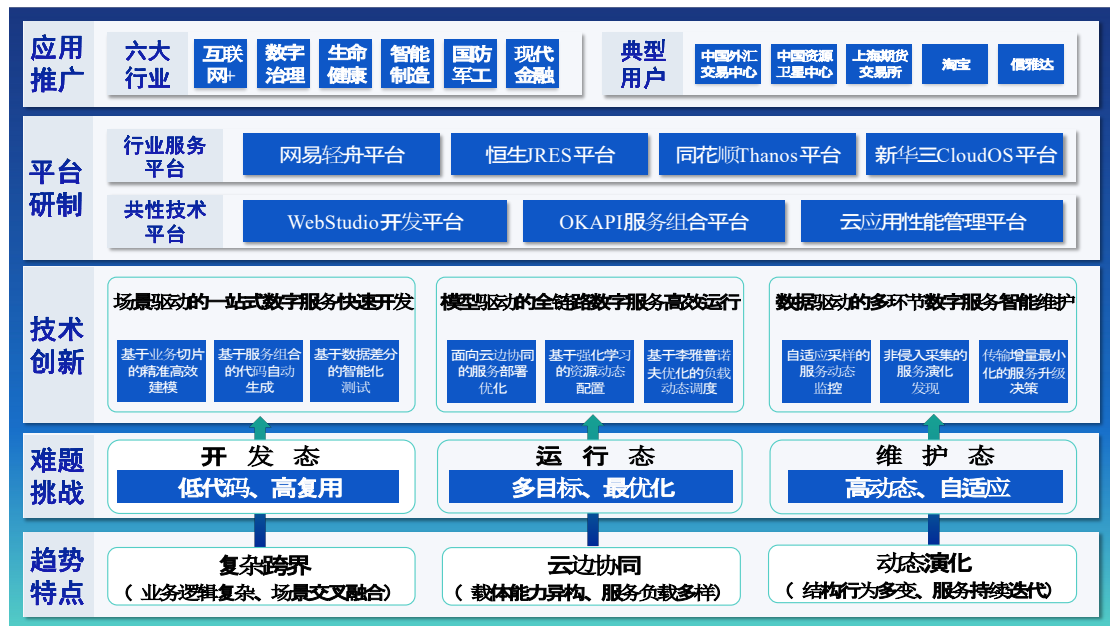 应用
推广
六大
行业
互联
网+
数字
治理
生命
健康
智能
制造
国防
军工
现代
金融
典型
用户
中国外汇
交易中心
中国资源
卫星中心
上海期货
交易所
淘宝
信雅达
平台
研制
行业服务
平台
网易轻舟平台
恒生JRES平台
同花顺Thanos平台
新华三CloudOS平台
共性技术
平台
WebStudio开发平台
OKAPI服务组合平台
云应用性能管理平台
技术
创新
场景驱动的一站式数字服务快速开发
基于业务切片
的精准高效
建模
基于服务组合
的代码自动
生成
基于数据差分
的智能化
测试
模型驱动的全链路数字服务高效运行
面向云边协同
的服务部署
优化
基于强化学习
的资源动态
配置
基于李雅普诺
夫优化的负载
动态调度
数据驱动的多环节数字服务智能维护
自适应采样的
服务动态
监控
非侵入采集的
服务演化
发现
传输增量最小
化的服务升级
决策
难题
挑战
开 发 态
低代码、高复用
运 行 态
多目标、最优化
维 护 态
高动态、自适应
趋势
特点
复杂跨界
（业务逻辑复杂、场景交叉融合）
云边协同
（载体能力异构、服务负载多样）
动态演化
（结构行为多变、服务持续迭代）